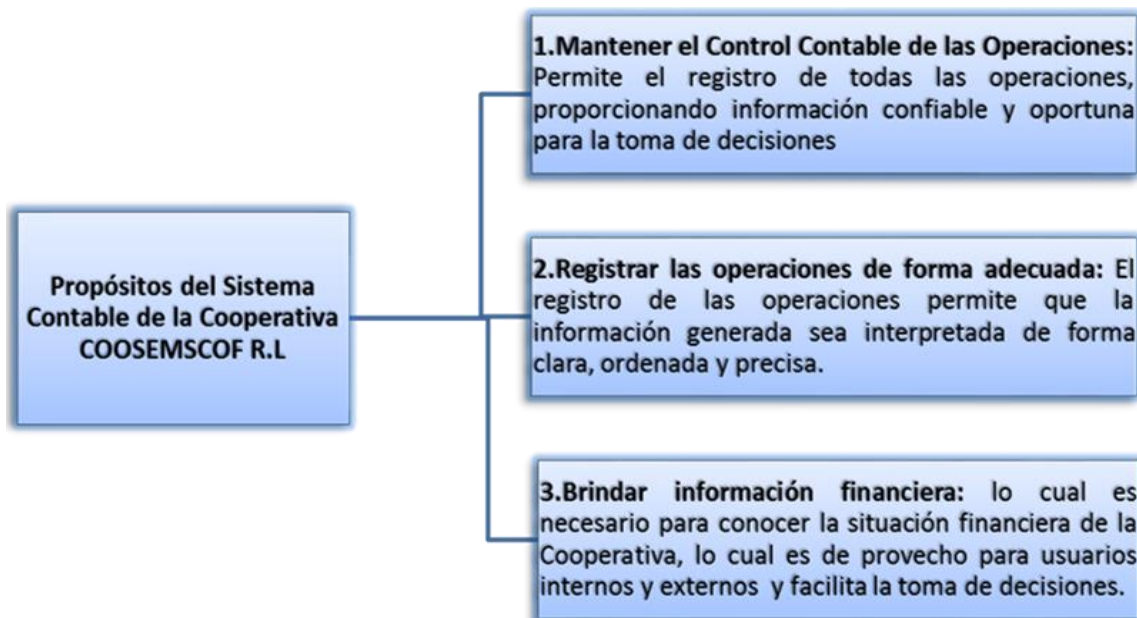 Propósitos del Sistema
Contable de la Cooperativa
COOSEMSCOF R.L
1.Mantener el Control Contable de las Operaciones:
Permite el registro de todas las operaciones,
proporcionando información confiable y oportuna
para la toma de decisiones
2.Registrar las operaciones de forma adecuada: El
registro de las operaciones permite que la
información generada sea interpretada de forma
clara, ordenada y precisa.
3.Brindar información financiera: lo cual es
necesario para conocer la situación financiera de la
Cooperativa, lo cual es de provecho para usuarios
internos y externos y facilita la toma de decisiones.